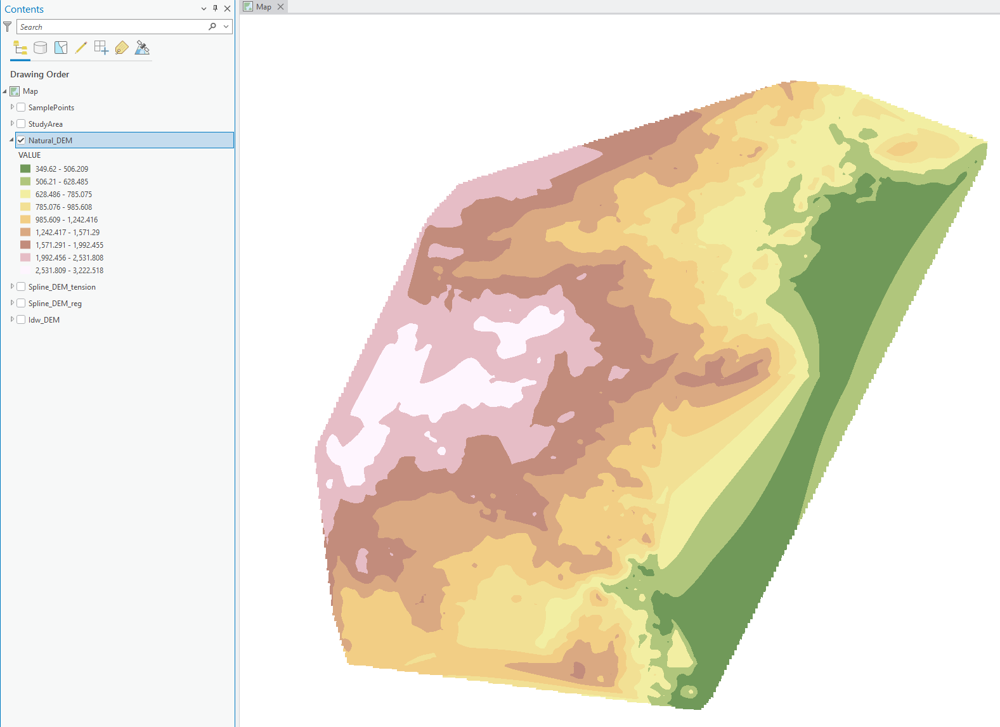 Contents
Map
Search
Drawing Order
Map
SamplePoints
StudyArea
Natural_DEM
VALUE
349.62 - 506.209
506.21 - 628.485
628.486 - 785.075
785.076 - 985.608
985.609 - 1,242.416
1,242.417 - 1,571.29
1,571.291 - 1,992.455
1,992.456 - 2,531.808
2,531.809 - 3,222.518
Spline_DEM_tension
Spline_DEM_reg
Idw_DEM